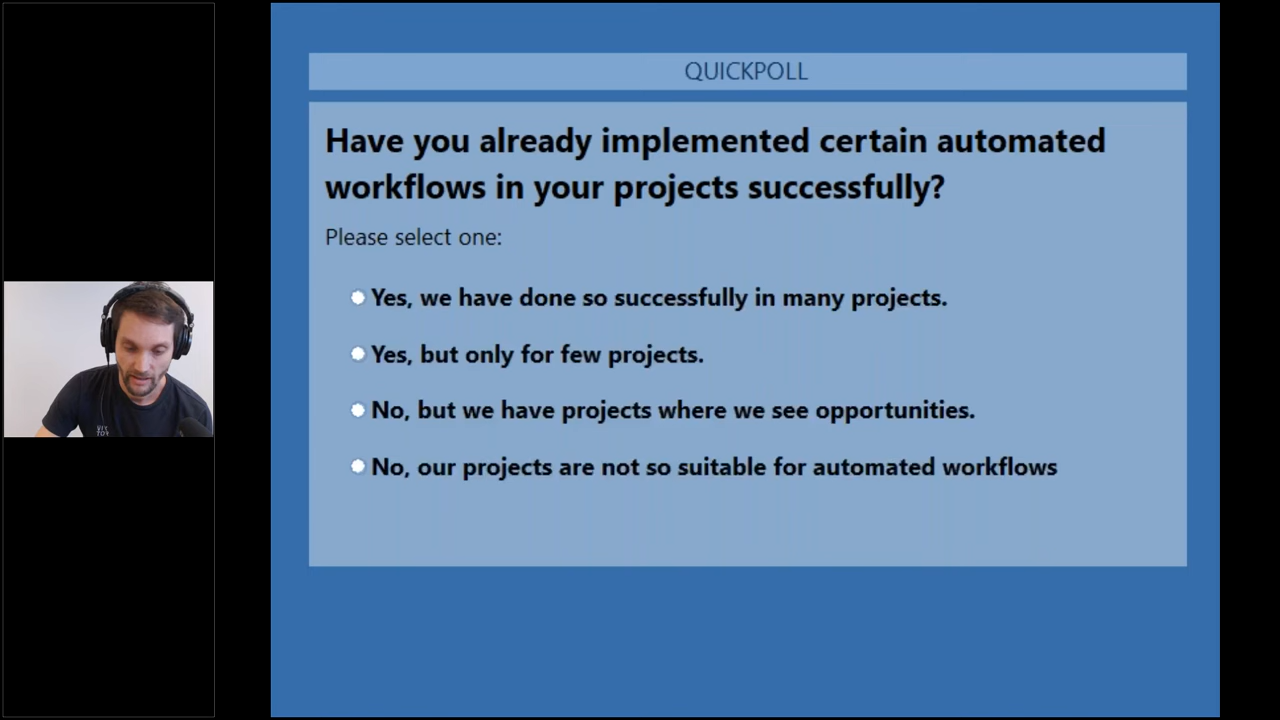 QUICKPOLL
Have you already implemented certain automated
workflows in your projects successfully?
Please select one:
Yes, we have done so successfully in many projects.
Yes, but only for few projects.
No, but we have projects where we see opportunities.
No, our projects are not so suitable for automated workflows